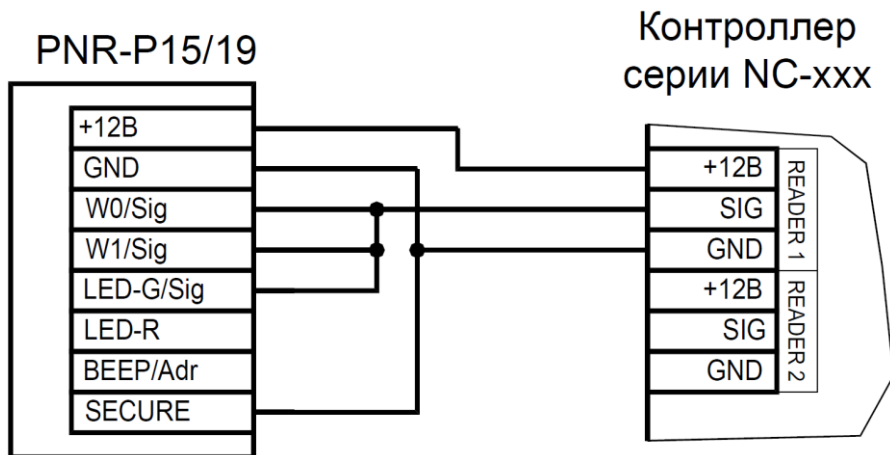 PNR-P15/19
Контроллер
серии NC-xxx
+12В
GND
W0/Sig
W1/Sig
LED-G/Sig
LED-R
BEEP/Adr
SECURE
+12В
SIG
GND
READER 1
+12В
SIG
GND
READER 2